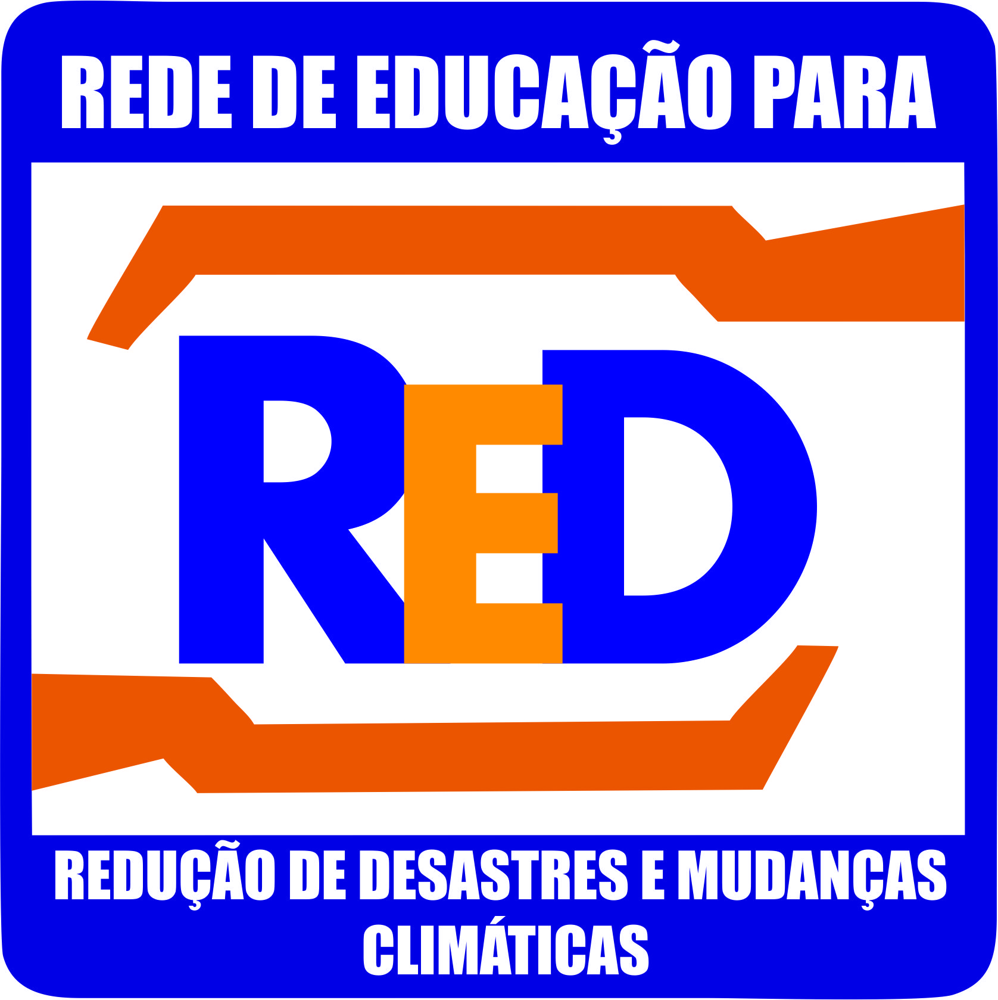 REDE DE EDUCAÇÃO PARA
RED
REDUÇÃO DE DESASTRES E MUDANÇAS
CLIMÁTICAS